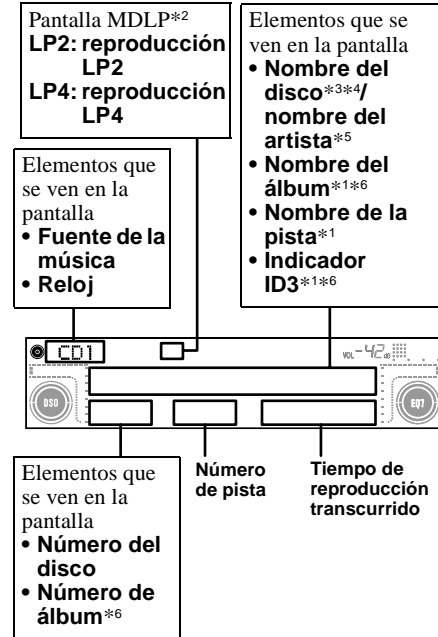 Pantalla MDLP*2
LP2: reproducción
LP2
LP4: reproducción
LP4
Elementos que se
ven en la pantalla
• Nombre del
disco*3*4/
nombre del
artista*5
• Nombre del
álbum*1*6
• Nombre de la
pista*1
• Indicador
ID3*1*6
Elementos que
se ven en la
pantalla
• Fuente de la
música
• Reloj
CD1
VOL -42 dB
DSO
EQ7
Elementos que
se ven en la
pantalla
• Número del
disco
• Número de
álbum*6
Número
de pista
Tiempo de
reproducción
transcurrido